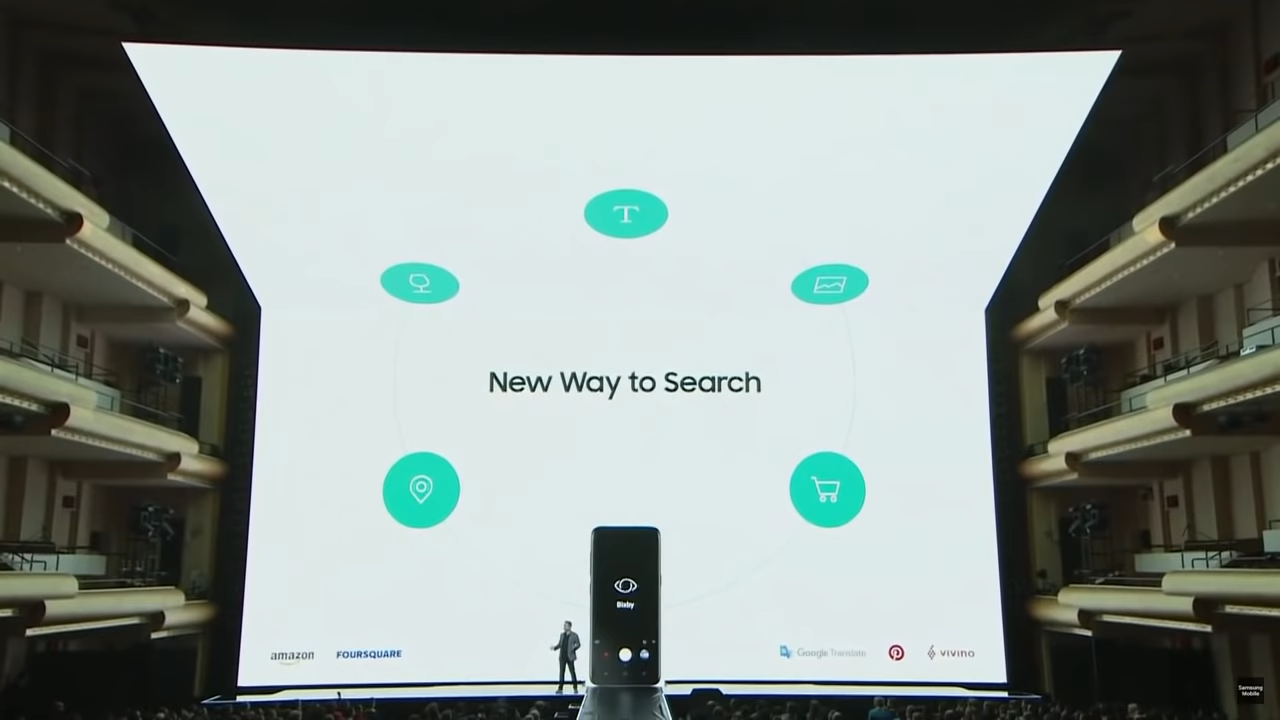 T
New Way to Search
Bixby
amazon
FOURSQUARE
Google Translate
vivino
Samsung
Mobile